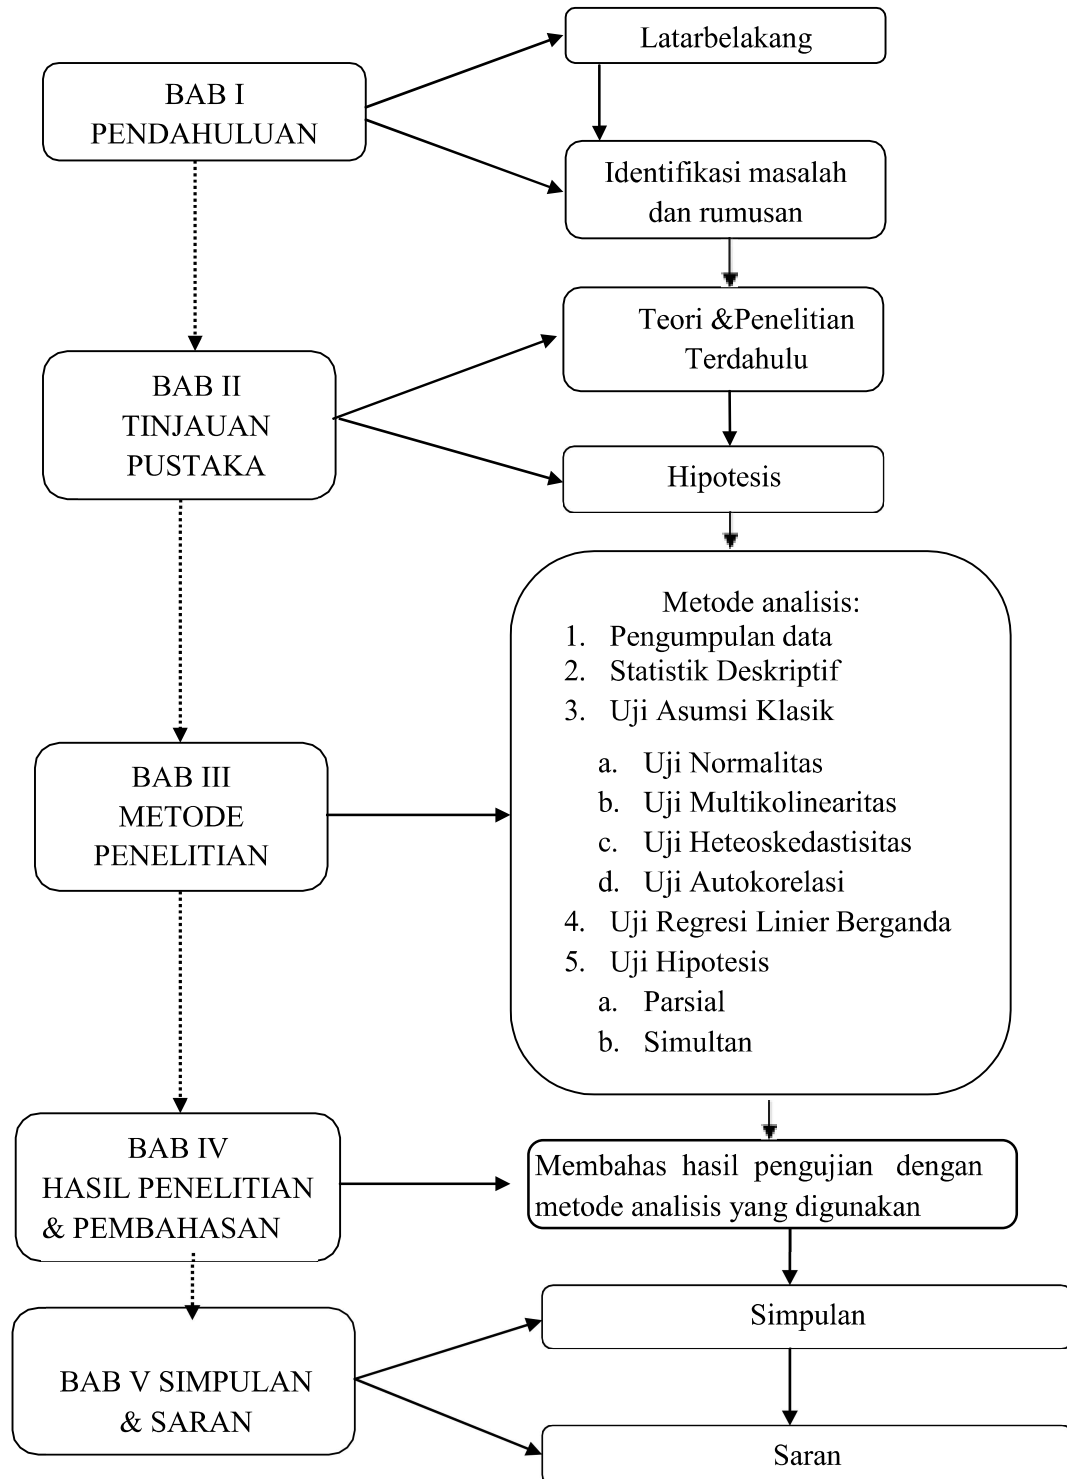 Latarbelakang
BAB I
PENDAHULUAN
Identifikasi masalah
dan rumusan
Teori &Penelitian
Terdahulu
BAB II
TINJAUAN
PUSTAKA
Hipotesis
Metode analisis:
1. Pengumpulan data
2. Statistik Deskriptif
3. Uji Asumsi Klasik
a. Uji Normalitas
b. Uji Multikolinearitas
c. Uji Heteoskedastisitas
d. Uji Autokorelasi
4. Uji Regresi Linier Berganda
5. Uji Hipotesis
a. Parsial
b. Simultan
BAB III
METODE
PENELITIAN
BAB IV
HASIL PENELITIAN
& PEMBAHASAN
Membahas hasil pengujian dengan
metode analisis yang digunakan
Simpulan
BAB V SIMPULAN
& SARAN
Saran